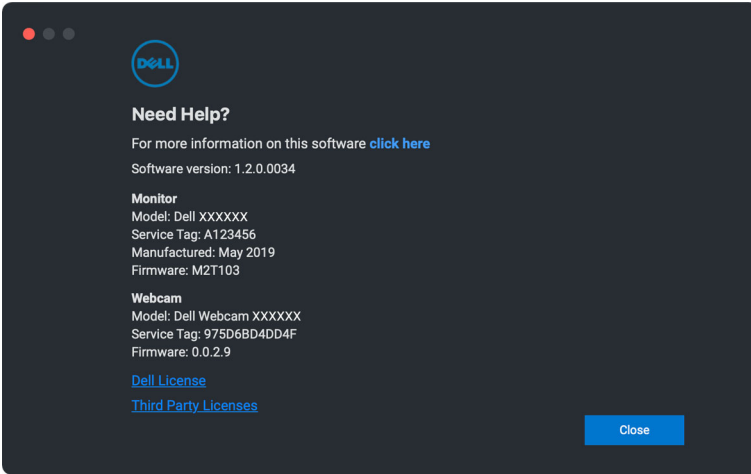 DELL
Need Help?
For more information on this software click here
Software version: 1.2.0.0034
Monitor
Model: Dell XXXXXX
Service Tag: A123456
Manufactured: May 2019
Firmware: M2T103
Webcam
Model: Dell Webcam XXXXXX
Service Tag: 975D6BD4DD4F
Firmware: 0.0.2.9
Dell License
Third Party Licenses
Close